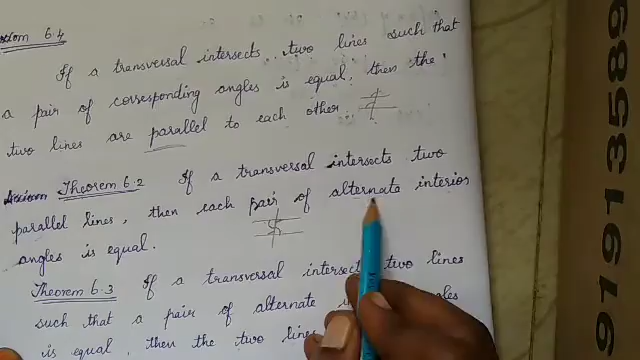 6.4
If a transversal intersects two lines such that
a pair of corresponding angles is equal, then the
two lines are parallel to each other.
Theorem 6.2 If a transversal intersects two
parallel lines, then each pair of alternate interior
angles is equal.
Theorem 6.3 If a transversal intersects two lines
such that a pair of alternate
is equal, then the two lines
9191358